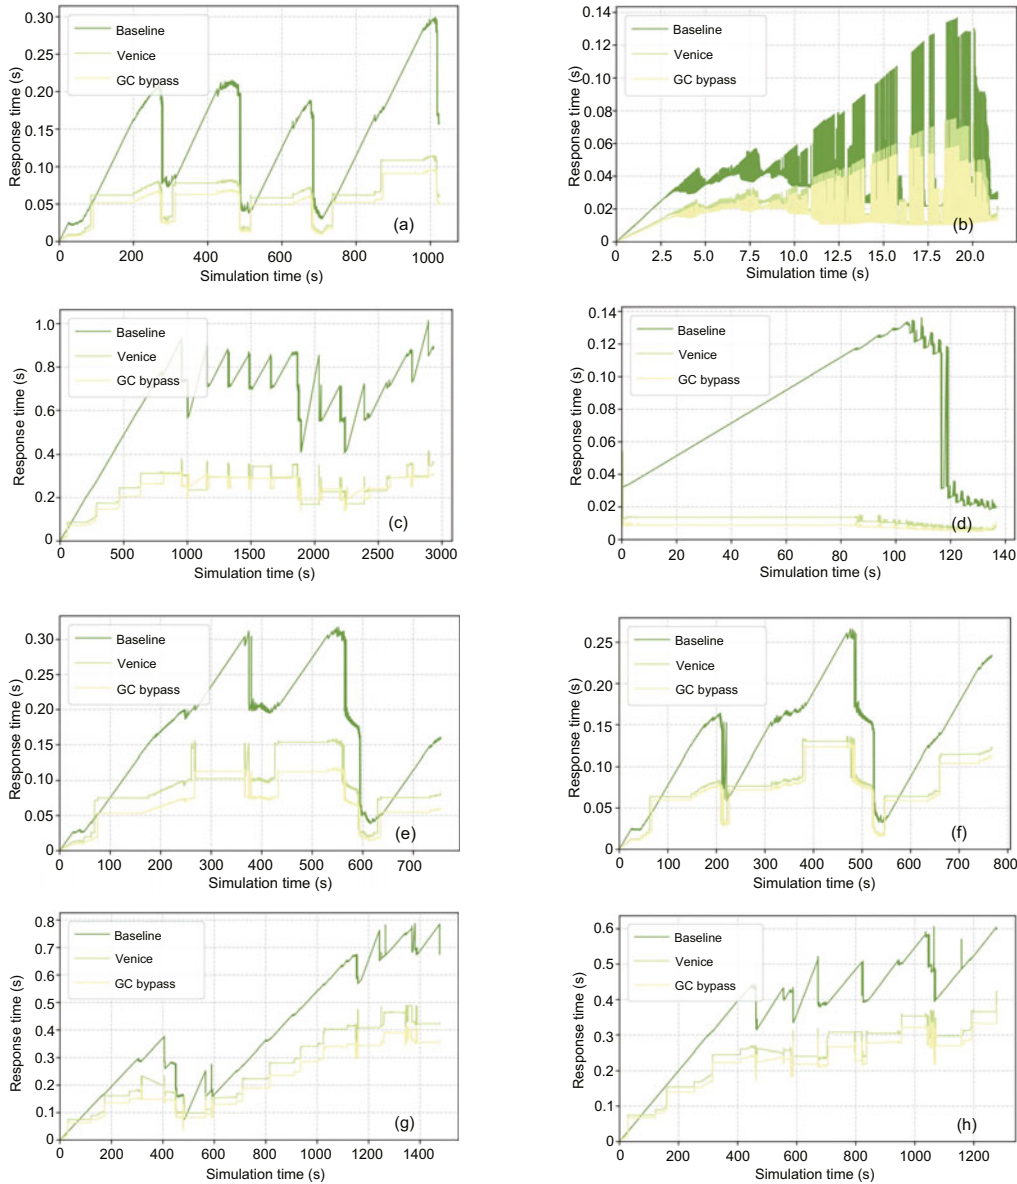 0.30
0.25
0.20
0.15
0.10
0.05
0
Response time (s)
Baseline
Venice
GC bypass
(a)
0 200 400 600 800 1000
Simulation time (s)
0.14
0.12
0.10
0.08
0.06
0.04
0.02
0
Response time (s)
Baseline
Venice
GC bypass
(b)
0 2.5 5.0 7.5 10.0 12.5 15.0 17.5 20.0
Simulation time (s)
1.0
0.8
0.6
0.4
0.2
0
Response time (s)
Baseline
Venice
GC bypass
(c)
0 500 1000 1500 2000 2500 3000
Simulation time (s)
0.14
0.12
0.10
0.08
0.06
0.04
0.02
0
Response time (s)
Baseline
Venice
GC bypass
(d)
0 20 40 60 80 100 120 140
Simulation time (s)
0.30
0.25
0.20
0.15
0.10
0.05
0
Response time (s)
Baseline
Venice
GC bypass
(e)
0 100 200 300 400 500 600 700
Simulation time (s)
0.25
0.20
0.15
0.10
0.05
0
Response time (s)
Baseline
Venice
GC bypass
(f)
0 100 200 300 400 500 600 700 800
Simulation time (s)
0.8
0.7
0.6
0.5
0.4
0.3
0.2
0.1
0
Response time (s)
Baseline
Venice
GC bypass
(g)
0 200 400 600 800 1000 1200 1400
Simulation time (s)
0.6
0.5
0.4
0.3
0.2
0.1
0
Response time (s)
Baseline
Venice
GC bypass
(h)
0 200 400 600 800 1000 1200
Simulation time (s)